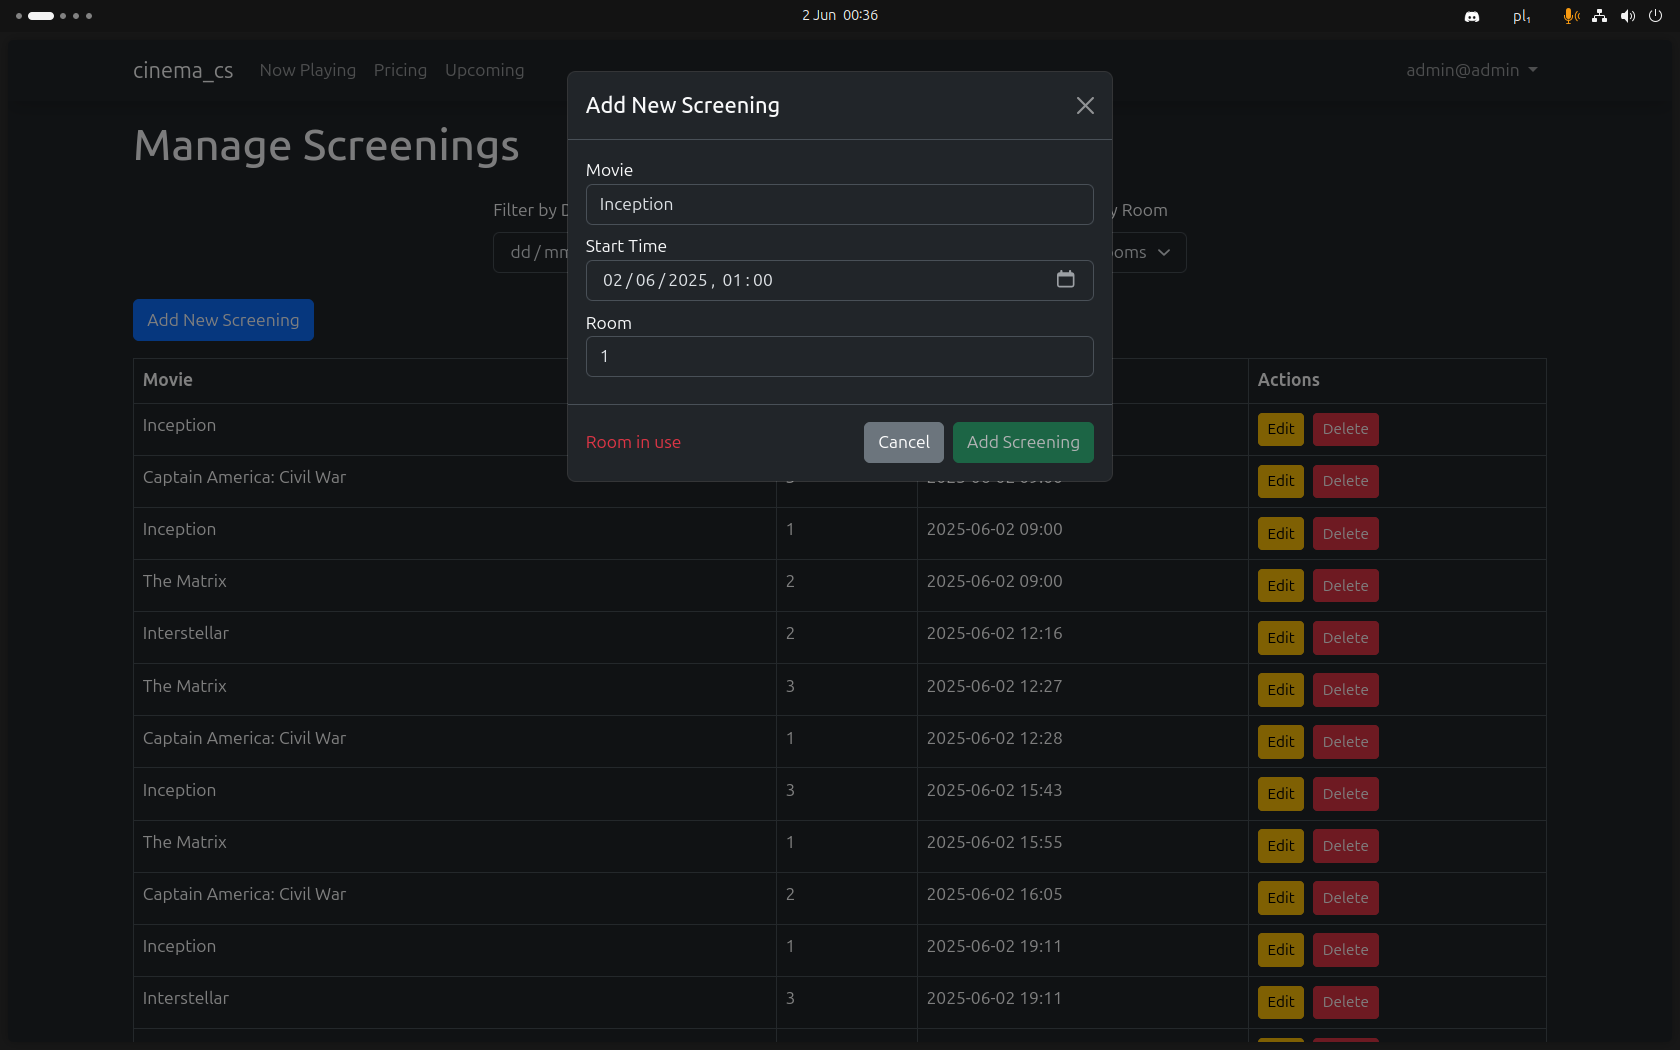 2 Jun 00:36
pl₁
cinema_cs Now Playing Pricing Upcoming admin@admin
Manage Screenings
Filter by
dd/mm
Room
Add New Screening
Add New Screening
Movie
Inception
Start Time
02/06/2025, 01:00
Room
1
Room in use Cancel Add Screening
Movie Actions
Inception Edit Delete
Captain America: Civil War Edit Delete
Inception 1 2025-06-02 09:00 Edit Delete
The Matrix 2 2025-06-02 09:00 Edit Delete
Interstellar 2 2025-06-02 12:16 Edit Delete
The Matrix 3 2025-06-02 12:27 Edit Delete
Captain America: Civil War 1 2025-06-02 12:28 Edit Delete
Inception 3 2025-06-02 15:43 Edit Delete
The Matrix 1 2025-06-02 15:55 Edit Delete
Captain America: Civil War 2 2025-06-02 16:05 Edit Delete
Inception 1 2025-06-02 19:11 Edit Delete
Interstellar 3 2025-06-02 19:11 Edit Delete